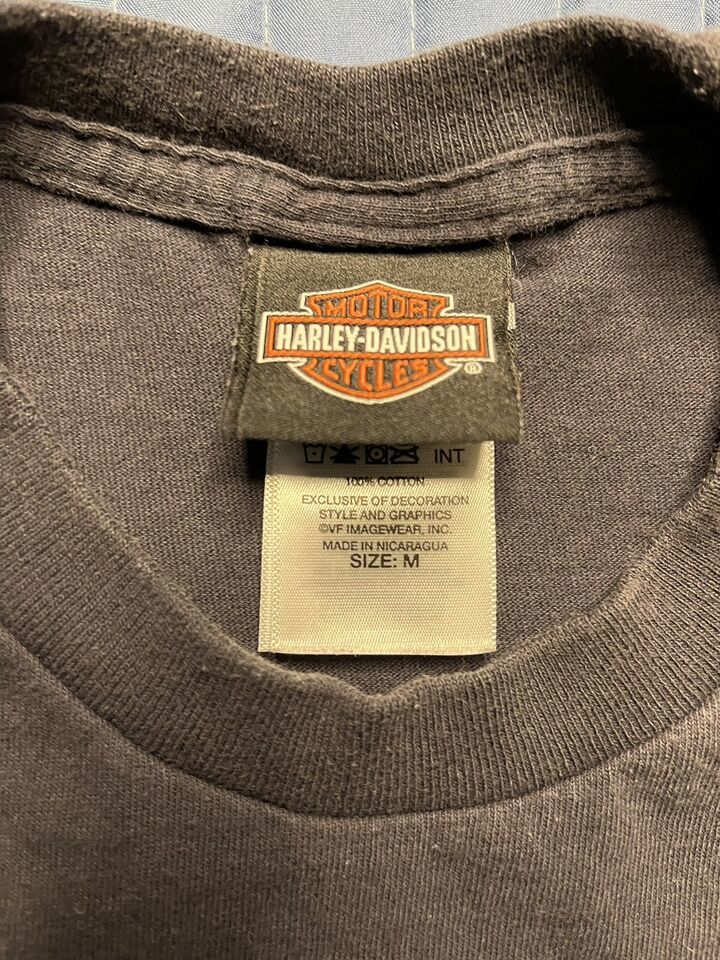 MOTOR
HARLEY-DAVIDSON
CYCLES
®
INT
100% COTTON
EXCLUSIVE OF DECORATION
STYLE AND GRAPHICS
©VF IMAGEWEAR, INC.
MADE IN NICARAGUA
SIZE: M